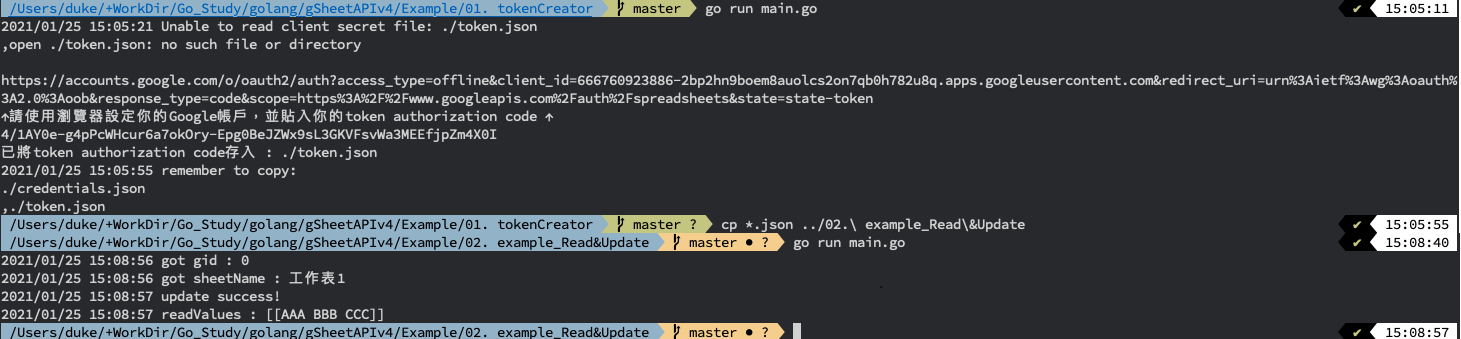 /Users/duke/+WorkDir/Go_Study/golang/gSheetAPIv4/Example/01. tokenCreator master go run main.go ✔ 15:05:11
2021/01/25 15:05:21 Unable to read client secret file: ./token.json
,open ./token.json: no such file or directory
https://accounts.google.com/o/oauth2/auth?access_type=offline&client_id=666760923886-2bp2hn9boem8auolcs2on7qb0h782u8q.apps.googleusercontent.com&redirect_uri=urn%3Aietf%3Awg%3Aoauth%
3A2.0%3Aoob&response_type=code&scope=https%3A%2F%2Fwww.googleapis.com%2Fauth%2Fspreadsheets&state=state-token
↑請使用瀏覽器設定你的Google帳戶，並貼入你的token authorization code ↑
4/1AY0e-g4pPcWHcur6a7okOry-Epg0BeJZWx9sL3GKVFsvWa3MEEfjpZm4X0I
已將token authorization code存入 : ./token.json
2021/01/25 15:05:55 remember to copy:
./credentials.json
,./token.json
/Users/duke/+WorkDir/Go_Study/golang/gSheetAPIv4/Example/01. tokenCreator master ? cp *.json ../02.\ example_Read\&Update ✔ 15:05:55
/Users/duke/+WorkDir/Go_Study/golang/gSheetAPIv4/Example/02. example_Read&Update master ● ? go run main.go ✔ 15:08:40
2021/01/25 15:08:56 got gid : 0
2021/01/25 15:08:56 got sheetName : 工作表1
2021/01/25 15:08:57 update success!
2021/01/25 15:08:57 readValues : [[AAA BBB CCC]]
/Users/duke/+WorkDir/Go_Study/golang/gSheetAPIv4/Example/02. example_Read&Update master ● ? ✔ 15:08:57